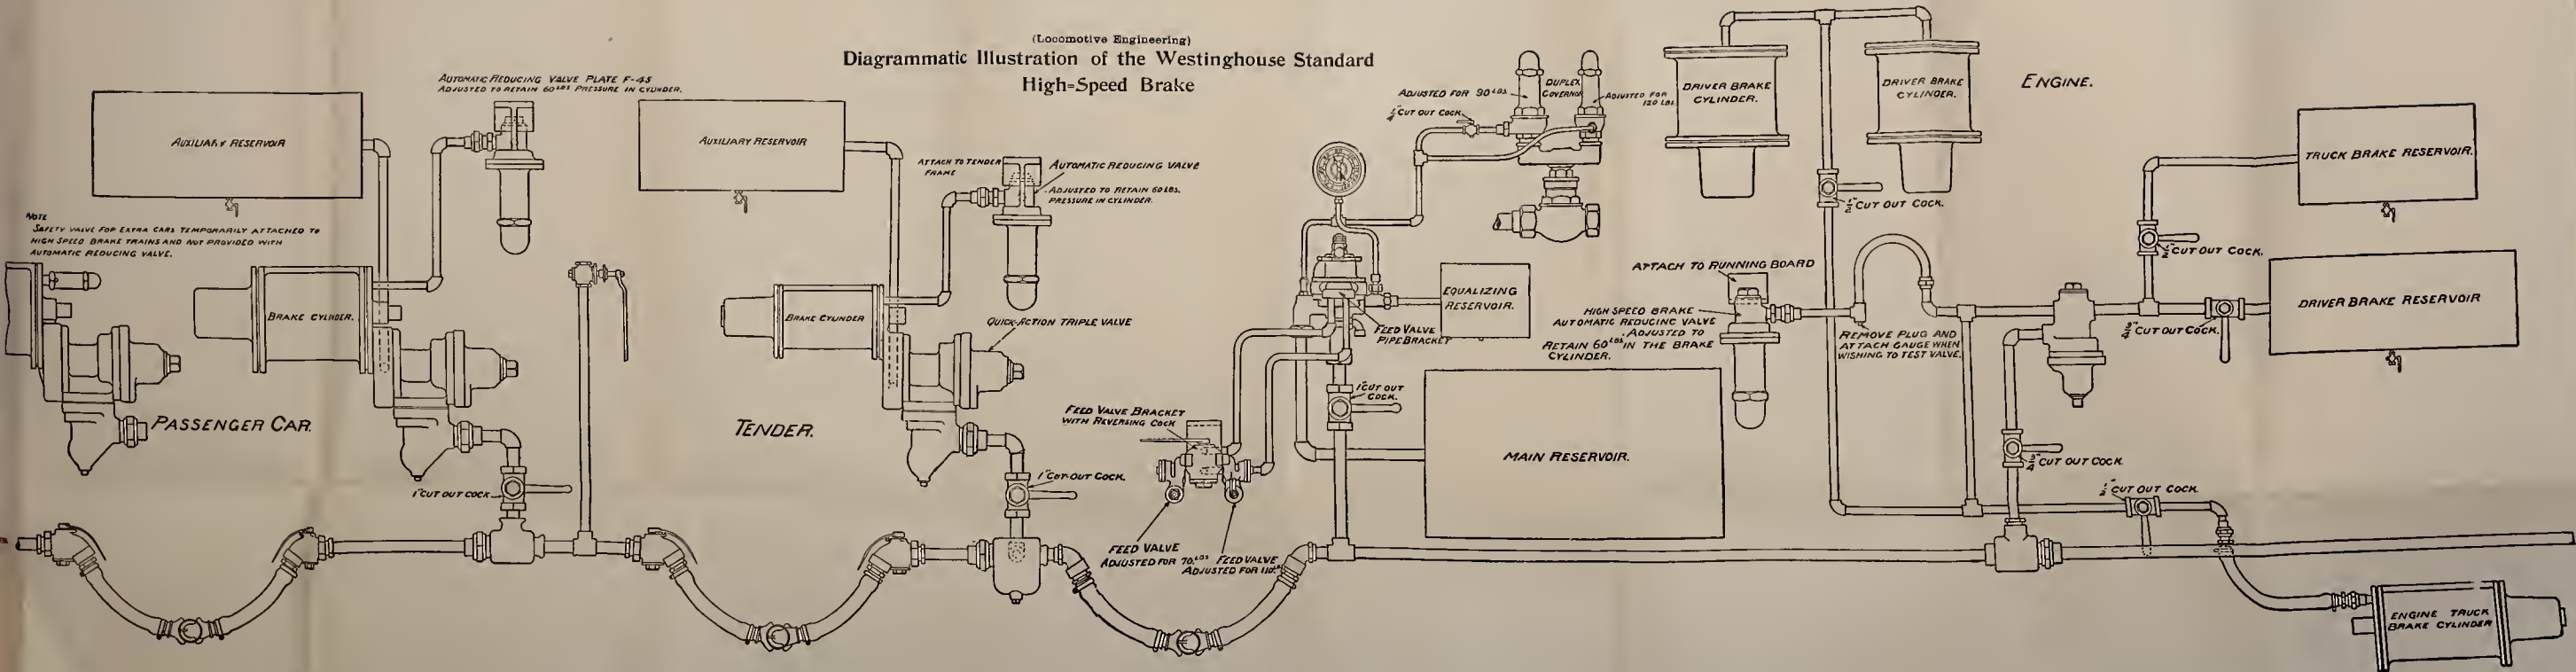 (Locomotive Engineering)
Diagrammatic Illustration of the Westinghouse Standard
High=Speed Brake
AUTOMATIC REDUCING VALVE PLATE F-45
ADJUSTED TO RETAIN 60 LBS PRESSURE IN CYLINDER.
AUXILIARY RESERVOIR
NOTE
SAFETY VALVE FOR EXTRA CARS TEMPORARILY ATTACHED TO
HIGH SPEED BRAKE TRAINS AND NOT PROVIDED WITH
AUTOMATIC REDUCING VALVE.
BRAKE CYLINDER.
PASSENGER CAR.
1" CUT OUT COCK
AUXILIARY RESERVOIR
ATTACH TO TENDER
FRAME
AUTOMATIC REDUCING VALVE
ADJUSTED TO RETAIN 60 LBS.
PRESSURE IN CYLINDER.
BRAKE CYLINDER
QUICK-ACTION TRIPLE VALVE
TENDER.
1" CUT OUT COCK.
FEED VALVE BRACKET
WITH REVERSING COCK
FEED VALVE
ADJUSTED FOR 70 LBS
FEED VALVE
ADJUSTED FOR 110 LBS
ADJUSTED FOR 90 LBS.
DUPLEX
GOVERNOR
ADJUSTED FOR
120 LBS.
1/4" CUT OUT COCK
EQUALIZING
RESERVOIR.
FEED VALVE
PIPE BRACKET
1" CUT OUT
COCK.
MAIN RESERVOIR.
DRIVER BRAKE
CYLINDER.
DRIVER BRAKE
CYLINDER.
ENGINE.
1/2" CUT OUT COCK.
ATTACH TO RUNNING BOARD
HIGH SPEED BRAKE
AUTOMATIC REDUCING VALVE
ADJUSTED TO
RETAIN 60 LBS IN THE BRAKE
CYLINDER.
REMOVE PLUG AND
ATTACH GAUGE WHEN
WISHING TO TEST VALVE.
TRUCK BRAKE RESERVOIR.
CUT OUT COCK.
DRIVER BRAKE RESERVOIR
CUT OUT COCK.
3/4" CUT OUT COCK
1/2" CUT OUT COCK
ENGINE TRUCK
BRAKE CYLINDER